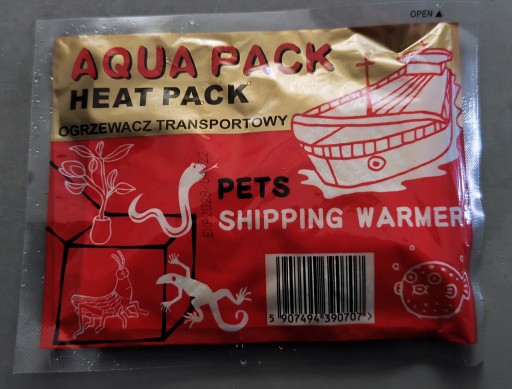 OPEN ▲
AQUA PACK
HEAT PACK
OGRZEWACZ TRANSPORTOWY
PETS
SHIPPING WARMER
5 907494 390707 >